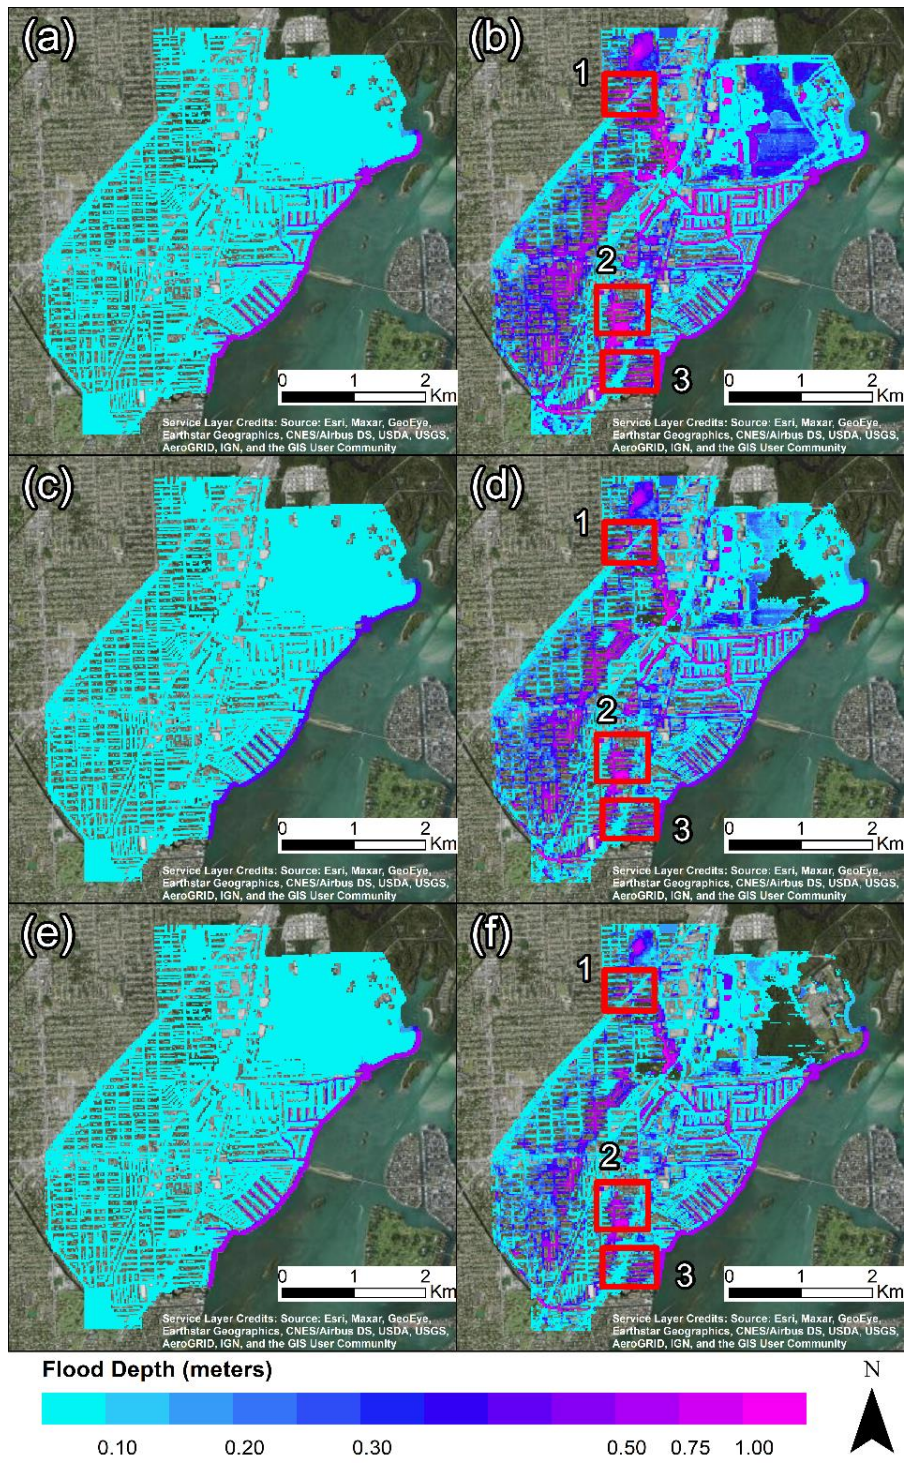 (a)
(b)
1
2
3
0 1 2
Km
Service Layer Credits: Source: Esri, Maxar, GeoEye,
Earthstar Geographics, CNES/Airbus DS, USDA, USGS,
AeroGRID, IGN, and the GIS User Community
0 1 2
Km
Service Layer Credits: Source: Esri, Maxar, GeoEye,
Earthstar Geographics, CNES/Airbus DS, USDA, USGS,
AeroGRID, IGN, and the GIS User Community
(c)
(d)
1
2
3
0 1 2
Km
Service Layer Credits: Source: Esri, Maxar, GeoEye,
Earthstar Geographics, CNES/Airbus DS, USDA, USGS,
AeroGRID, IGN, and the GIS User Community
0 1 2
Km
Service Layer Credits: Source: Esri, Maxar, GeoEye,
Earthstar Geographics, CNES/Airbus DS, USDA, USGS,
AeroGRID, IGN, and the GIS User Community
(e)
(f)
1
2
3
0 1 2
Km
Service Layer Credits: Source: Esri, Maxar, GeoEye,
Earthstar Geographics, CNES/Airbus DS, USDA, USGS,
AeroGRID, IGN, and the GIS User Community
0 1 2
Km
Service Layer Credits: Source: Esri, Maxar, GeoEye,
Earthstar Geographics, CNES/Airbus DS, USDA, USGS,
AeroGRID, IGN, and the GIS User Community
Flood Depth (meters)
N
0.10 0.20 0.30 0.50 0.75 1.00